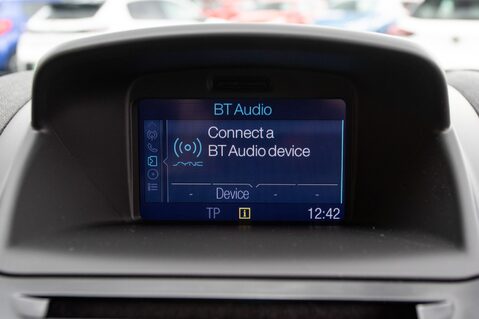 BT Audio
Connect a
BT Audio device
SYNC
- Device - -
TP i 12:42